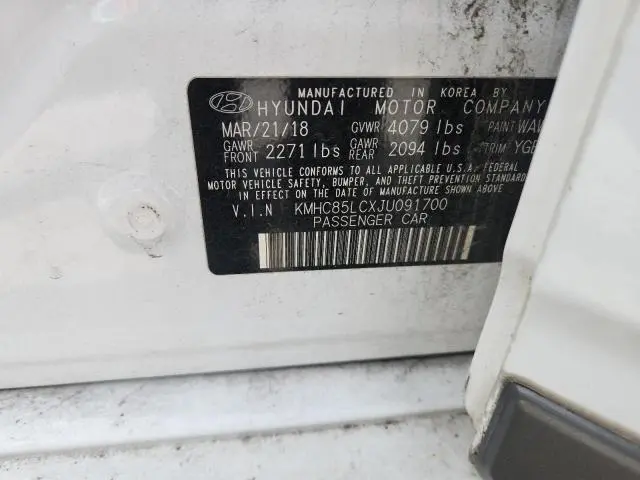 MANUFACTURED IN KOREA BY
HYUNDAI MOTOR COMPANY
MAR/21/18 GVWR 4079 lbs PAINT
GAWR FRONT 2271 lbs GAWR REAR 2094 lbs TRIM
THIS VEHICLE CONFORMS TO ALL APPLICABLE U.S.A. FEDERAL
MOTOR VEHICLE SAFETY, BUMPER, AND THEFT PREVENTION STANDARDS
IN EFFECT ON THE DATE OF MANUFACTURE SHOWN ABOVE.
V.I.N KMHC85LCXJU091700
PASSENGER CAR